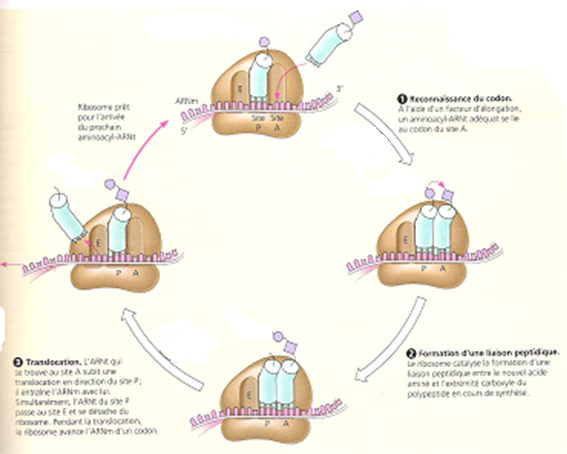 E
ARNm
5'
3'
Site Site
P A
Ribosome prêt
pour l'arrivée
du prochain
aminoacyl-ARNt
1 Reconnaissance du codon.
À l'aide d'un facteur d'élongation,
un aminoacyl-ARNt adéquat se lie
au codon du site A.
E
P A
E
P A
2 Formation d'une liaison peptidique.
Le ribosome catalyse la formation d'une
liaison peptidique entre le nouvel acide
aminé et l'extrémité carboxyle du
polypeptide en cours de synthèse.
3 Translocation. L'ARNt qui
se trouve au site A subit une
translocation en direction du site P;
il entraîne l'ARNm avec lui.
Simultanément, l'ARNt du site P
passe au site E et se détache du
ribosome. Pendant la translocation,
le ribosome avance l'ARNm d'un codon.
E
P A